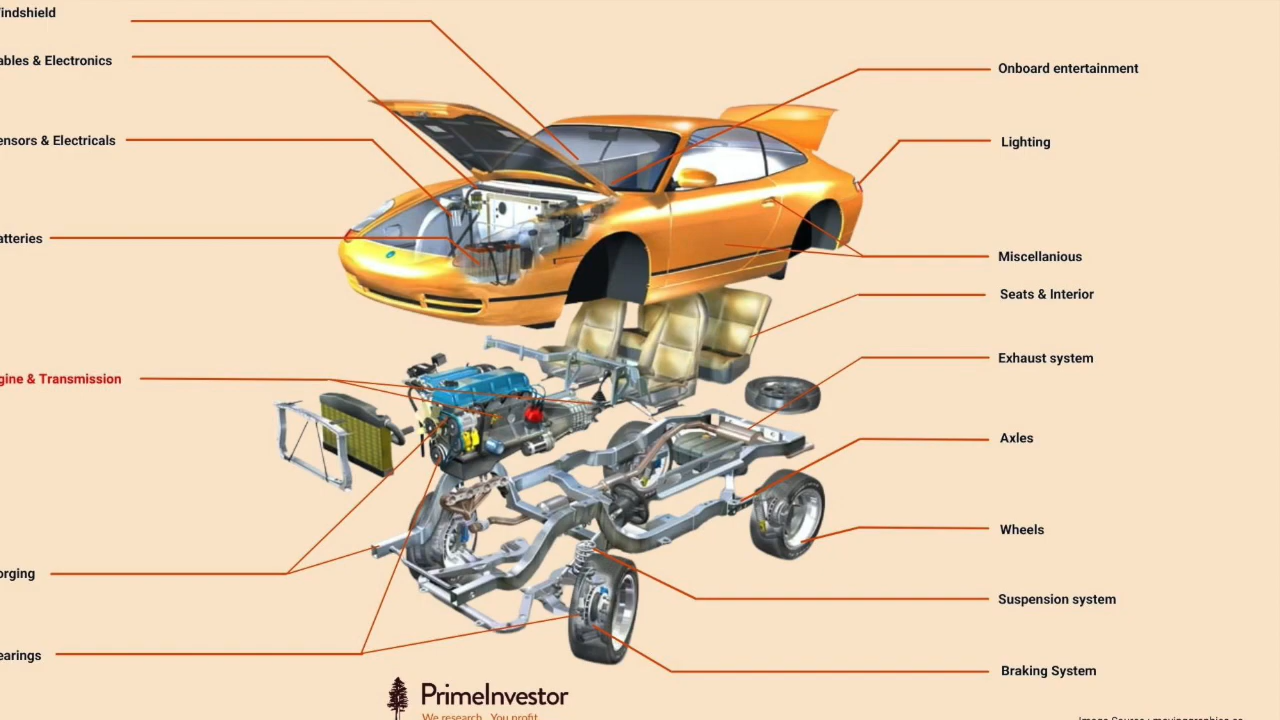 indshield
ables & Electronics
ensors & Electricals
atteries
gine & Transmission
orging
earings
Onboard entertainment
Lighting
Miscellanious
Seats & Interior
Exhaust system
Axles
Wheels
Suspension system
Braking System
PrimeInvestor
We research. You profit